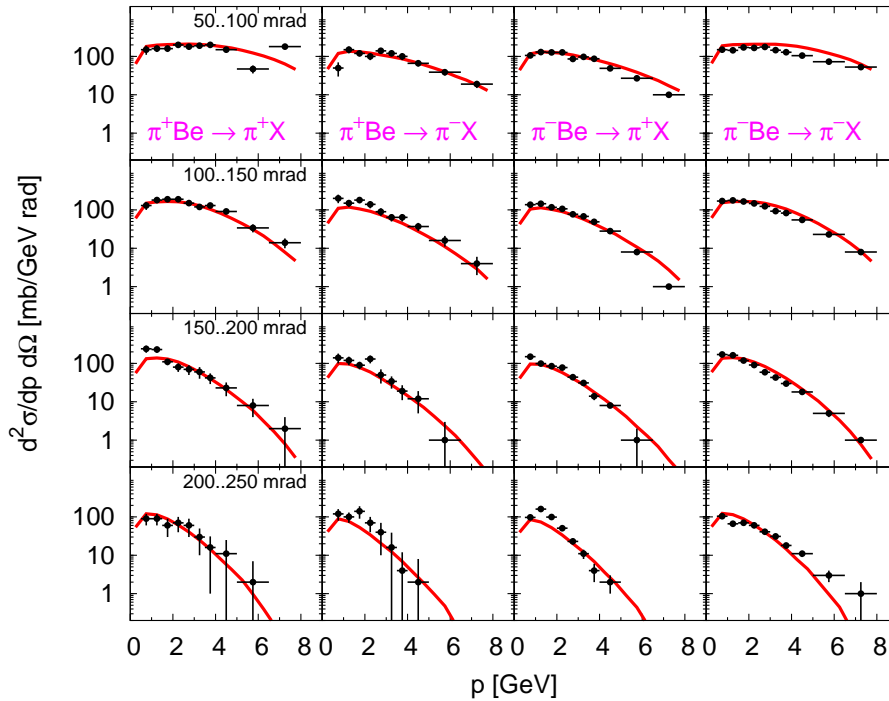 50..100 mrad
100
10
1
π⁺Be → π⁺X
π⁺Be → π⁻X
π⁻Be → π⁺X
π⁻Be → π⁻X
100..150 mrad
100
10
1
150..200 mrad
100
10
1
200..250 mrad
100
10
1
0 2 4 6 8 0 2 4 6 8 0 2 4 6 8 0 2 4 6 8
p [GeV]
d²σ/dp dΩ [mb/GeV rad]